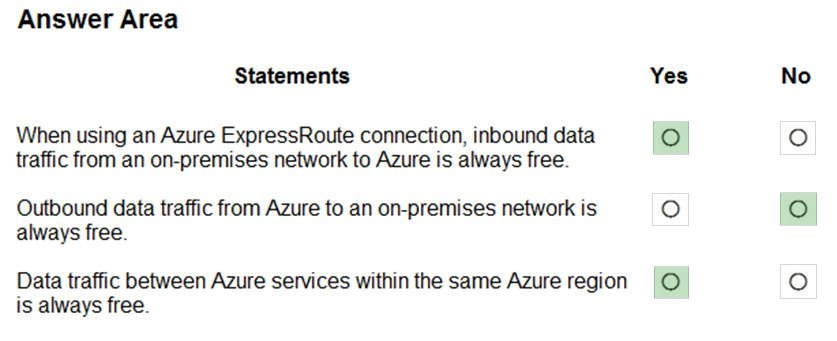 Answer Area
Statements Yes No
When using an Azure ExpressRoute connection, inbound data
traffic from an on-premises network to Azure is always free.
Outbound data traffic from Azure to an on-premises network is
always free.
Data traffic between Azure services within the same Azure region
is always free.